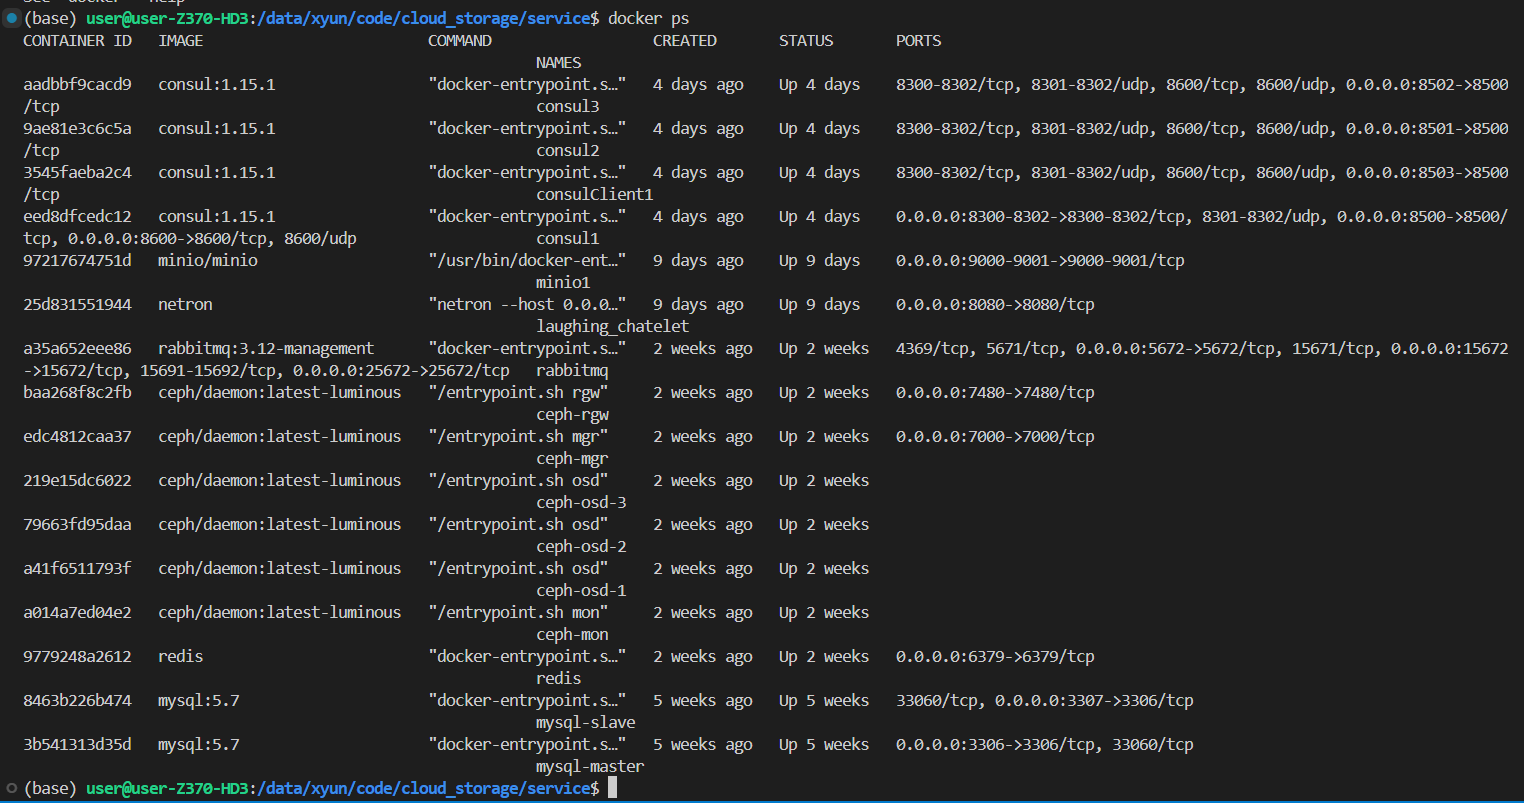 (base) user@user-Z370-HD3:/data/xyun/code/cloud_storage/service$ docker ps
CONTAINER ID   IMAGE                         COMMAND                  CREATED       STATUS       PORTS
NAMES
aadbbf9cacd9   consul:1.15.1                 "docker-entrypoint.s…"   4 days ago    Up 4 days    8300-8302/tcp, 8301-8302/udp, 8600/tcp, 8600/udp, 0.0.0.0:8502->8500
/tcp                                                     consul3
9ae81e3c6c5a   consul:1.15.1                 "docker-entrypoint.s…"   4 days ago    Up 4 days    8300-8302/tcp, 8301-8302/udp, 8600/tcp, 8600/udp, 0.0.0.0:8501->8500
/tcp                                                     consul2
3545faeba2c4   consul:1.15.1                 "docker-entrypoint.s…"   4 days ago    Up 4 days    8300-8302/tcp, 8301-8302/udp, 8600/tcp, 8600/udp, 0.0.0.0:8503->8500
/tcp                                                     consulClient1
eed8dfcedc12   consul:1.15.1                 "docker-entrypoint.s…"   4 days ago    Up 4 days    0.0.0.0:8300-8302->8300-8302/tcp, 8301-8302/udp, 0.0.0.0:8500->8500/
tcp, 0.0.0.0:8600->8600/tcp, 8600/udp                    consul1
97217674751d   minio/minio                   "/usr/bin/docker-ent…"   9 days ago    Up 9 days    0.0.0.0:9000-9001->9000-9001/tcp
minio1
25d831551944   netron                        "netron --host 0.0.0…"   9 days ago    Up 9 days    0.0.0.0:8080->8080/tcp
laughing_chatelet
a35a652eee86   rabbitmq:3.12-management      "docker-entrypoint.s…"   2 weeks ago   Up 2 weeks   4369/tcp, 5671/tcp, 0.0.0.0:5672->5672/tcp, 15671/tcp, 0.0.0.0:15672
->15672/tcp, 15691-15692/tcp, 0.0.0.0:25672->25672/tcp   rabbitmq
baa268f8c2fb   ceph/daemon:latest-luminous   "/entrypoint.sh rgw"     2 weeks ago   Up 2 weeks   0.0.0.0:7480->7480/tcp
ceph-rgw
edc4812caa37   ceph/daemon:latest-luminous   "/entrypoint.sh mgr"     2 weeks ago   Up 2 weeks   0.0.0.0:7000->7000/tcp
ceph-mgr
219e15dc6022   ceph/daemon:latest-luminous   "/entrypoint.sh osd"     2 weeks ago   Up 2 weeks
ceph-osd-3
79663fd95daa   ceph/daemon:latest-luminous   "/entrypoint.sh osd"     2 weeks ago   Up 2 weeks
ceph-osd-2
a41f6511793f   ceph/daemon:latest-luminous   "/entrypoint.sh osd"     2 weeks ago   Up 2 weeks
ceph-osd-1
a014a7ed04e2   ceph/daemon:latest-luminous   "/entrypoint.sh mon"     2 weeks ago   Up 2 weeks
ceph-mon
9779248a2612   redis                         "docker-entrypoint.s…"   2 weeks ago   Up 2 weeks   0.0.0.0:6379->6379/tcp
redis
8463b226b474   mysql:5.7                     "docker-entrypoint.s…"   5 weeks ago   Up 5 weeks   33060/tcp, 0.0.0.0:3307->3306/tcp
mysql-slave
3b541313d35d   mysql:5.7                     "docker-entrypoint.s…"   5 weeks ago   Up 5 weeks   0.0.0.0:3306->3306/tcp, 33060/tcp
mysql-master
(base) user@user-Z370-HD3:/data/xyun/code/cloud_storage/service$